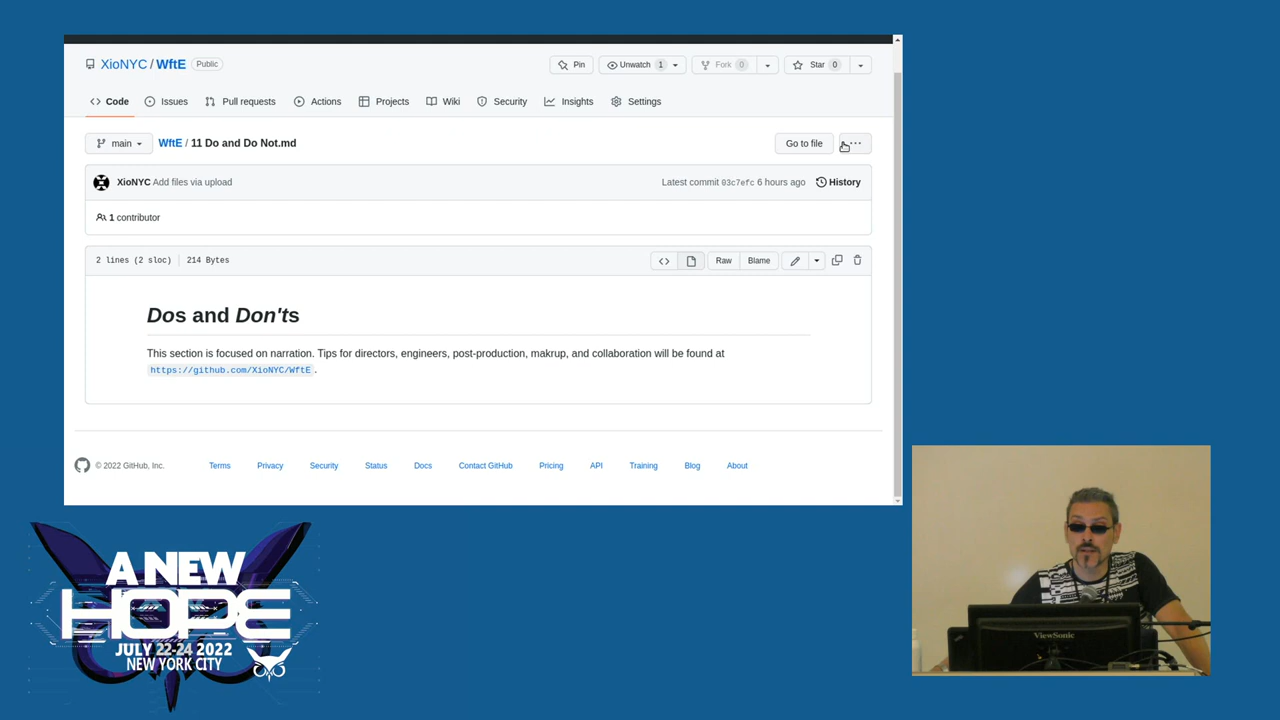 XioNYC / WftE Public
Pin
Unwatch 1
Fork 0
Star 0
Code
Issues
Pull requests
Actions
Projects
Wiki
Security
Insights
Settings
main
WftE / 11 Do and Do Not.md
Go to file
...
XioNYC Add files via upload
Latest commit 03c7efc 6 hours ago
History
1 contributor
2 lines (2 sloc)
214 Bytes
<>
Raw
Blame
Dos and Don'ts
This section is focused on narration. Tips for directors, engineers, post-production, makrup, and collaboration will be found at
https://github.com/XioNYC/WftE.
© 2022 GitHub, Inc.
Terms
Privacy
Security
Status
Docs
Contact GitHub
Pricing
API
Training
Blog
About
A NEW
HOPE
JULY 22-24 2022
NEW YORK CITY
ViewSonic